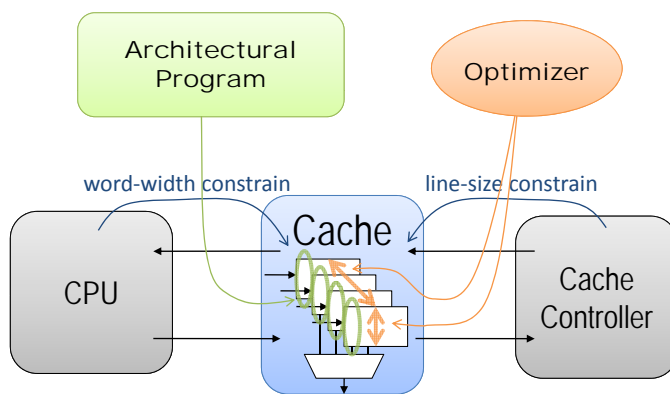 Architectural
Program
Optimizer
word-width constrain
line-size constrain
Cache
CPU
Cache
Controller